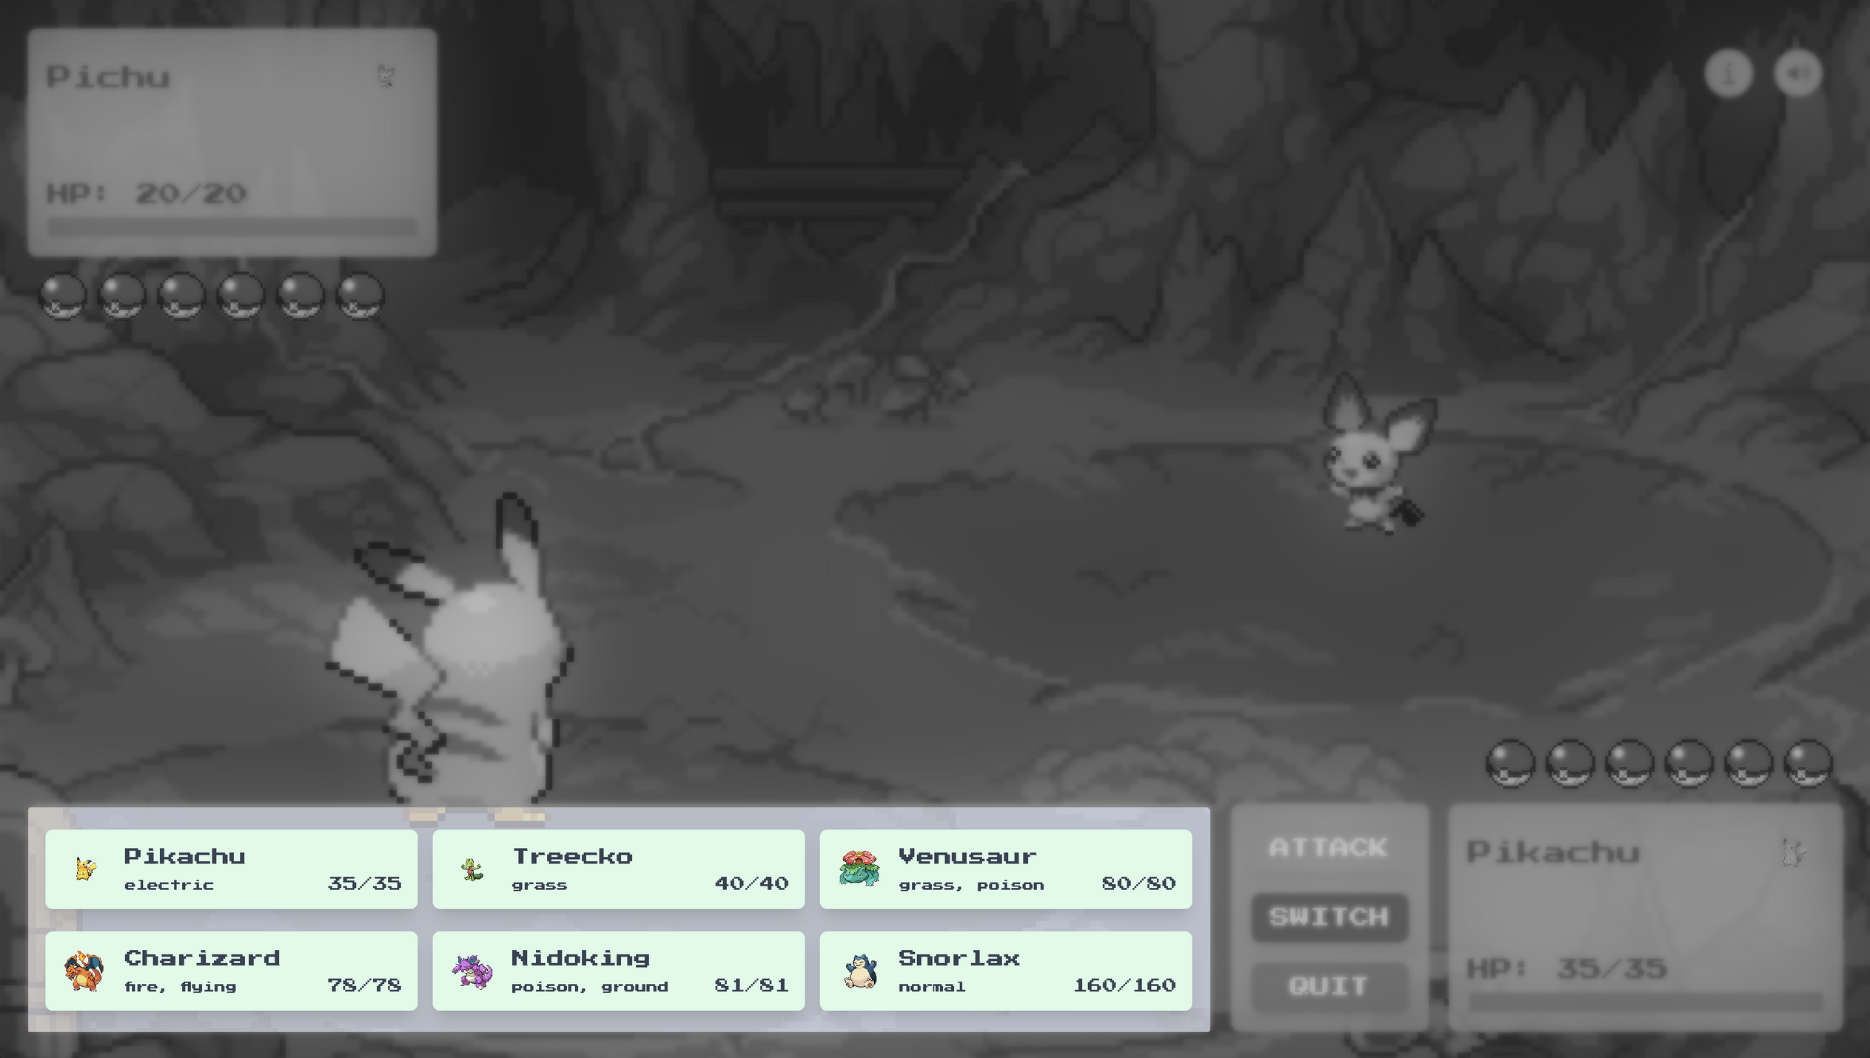 Pichu
HP: 20/20
i
Pikachu
electric 35/35
Treecko
grass 40/40
Venusaur
grass, poison 80/80
Charizard
fire, flying 78/78
Nidoking
poison, ground 81/81
Snorlax
normal 160/160
ATTACK
SWITCH
QUIT
Pikachu
HP: 35/35